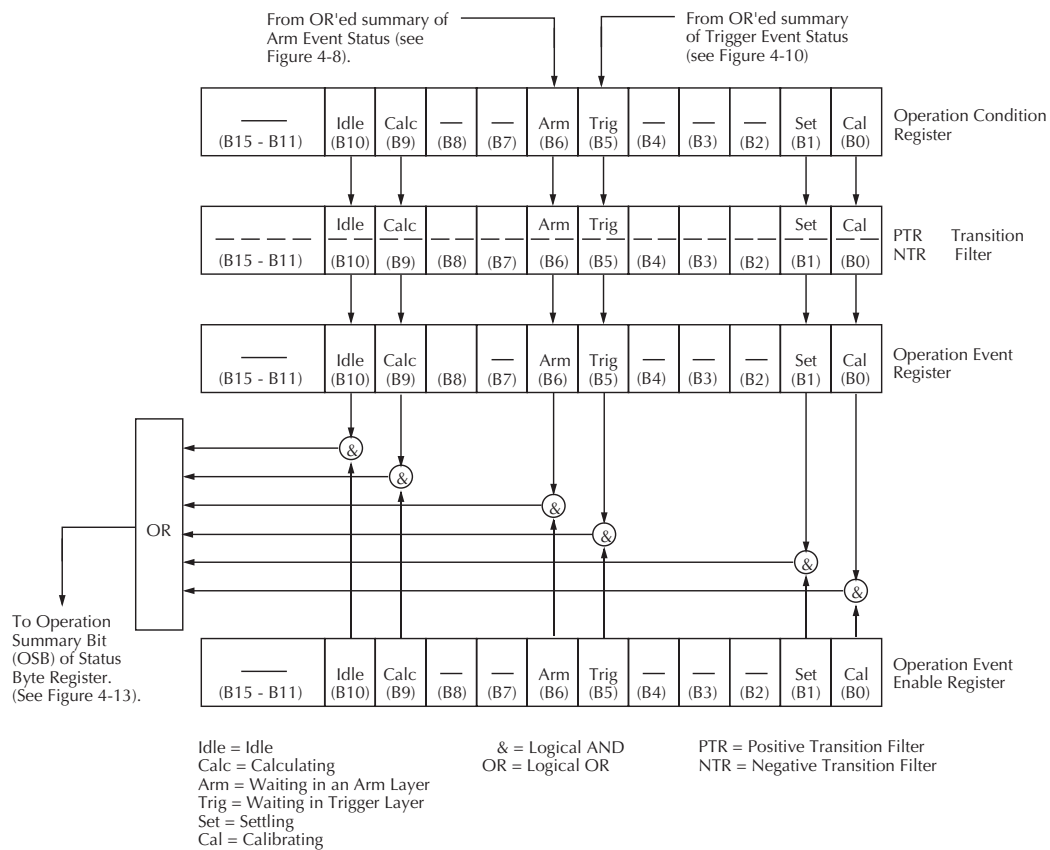 From OR'ed summary of
Arm Event Status (see
Figure 4-8).
From OR'ed summary
of Trigger Event Status
(see Figure 4-10)
Idle Calc — — Arm Trig — — — Set Cal
(B15 - B11) (B10) (B9) (B8) (B7) (B6) (B5) (B4) (B3) (B2) (B1) (B0)
Operation Condition
Register
Idle Calc Arm Trig Set Cal
(B15 - B11) (B10) (B9) (B8) (B7) (B6) (B5) (B4) (B3) (B2) (B1) (B0)
PTR Transition
NTR Filter
Idle Calc — Arm Trig — — — Set Cal
(B15 - B11) (B10) (B9) (B8) (B7) (B6) (B5) (B4) (B3) (B2) (B1) (B0)
Operation Event
Register
&
&
&
OR
&
&
&
To Operation
Summary Bit
(OSB) of Status
Byte Register.
(See Figure 4-13).
Idle Calc — — Arm Trig — — — Set Cal
(B15 - B11) (B10) (B9) (B8) (B7) (B6) (B5) (B4) (B3) (B2) (B1) (B0)
Operation Event
Enable Register
Idle = Idle
Calc = Calculating
Arm = Waiting in an Arm Layer
Trig = Waiting in Trigger Layer
Set = Settling
Cal = Calibrating
& = Logical AND
OR = Logical OR
PTR = Positive Transition Filter
NTR = Negative Transition Filter